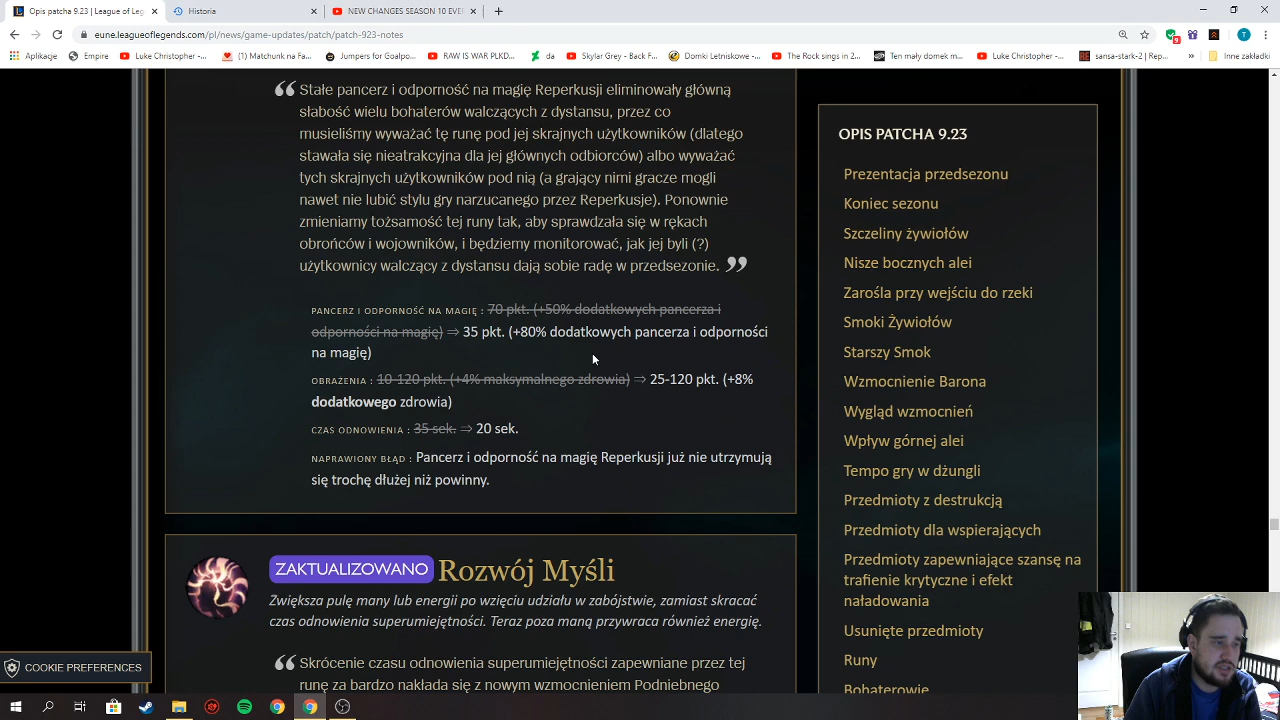 Opis patcha 9.23 | League of Leg
Historia
NEW CHANGES SEASON 10 EVER
eune.leagueoflegends.com/pl/news/game-updates/patch/patch-923-notes
9
T
Aplikacje
Empire
Luke Christopher -...
I Matchunk na Fa...
Jumpers for Goalpo...
RAW IS WAR PLKD...
da
Skylar Grey - Back F...
Domki Letniskowe -...
The Rock sings in 2...
Ten mały domek m...
Luke Christopher -...
sansa-stark-2 | Rep...
»
Inne zakładki
“ Stałe pancerz i odporność na magię Reperkusji eliminowały główną
słabość wielu bohaterów walczących z dystansu, przez co
musieliśmy wyważać tę runę pod jej skrajnych użytkowników (dlatego
stawała się nieatrakcyjna dla jej głównych odbiorców) albo wyważać
tych skrajnych użytkowników pod nią (a grający nimi gracze mogli
nawet nie lubić stylu gry narzucanego przez Reperkusje). Ponownie
zmieniamy tożsamość tej runy tak, aby sprawdzała się w rękach
obrońców i wojowników, i będziemy monitorować, jak jej byli (?)
użytkownicy walczący z dystansu dają sobie radę w przedsezonie. ”
PANCERZ I ODPORNOŚĆ NA MAGIĘ : 70 pkt. (+50% dodatkowych pancerza i
odporności na magię) ⇒ 35 pkt. (+80% dodatkowych pancerza i odporności
na magię)
OBRAŻENIA : 10-120 pkt. (+4% maksymalnego zdrowia) ⇒ 25-120 pkt. (+8%
dodatkowego zdrowia)
CZAS ODNOWIENIA : 35 sek. ⇒ 20 sek.
NAPRAWIONY BŁĄD : Pancerz i odporność na magię Reperkusji już nie utrzymują
się trochę dłużej niż powinny.
ZAKTUALIZOWANO Rozwój Myśli
Zwiększa pulę many lub energii po wzięciu udziału w zabójstwie, zamiast skracać
czas odnowienia superumiejętności. Teraz poza maną przywraca również energię.
“ Skrócenie czasu odnowienia superumiejętności zapewniane przez tej
runę za bardzo nakłada się z nowym wzmocnieniem Podniebnego
OPIS PATCHA 9.23
Prezentacja przedsezonu
Koniec sezonu
Szczeliny żywiołów
Nisze bocznych alei
Zarośla przy wejściu do rzeki
Smoki Żywiołów
Starszy Smok
Wzmocnienie Barona
Wygląd wzmocnień
Wpływ górnej alei
Tempo gry w dżungli
Przedmioty z destrukcją
Przedmioty dla wspierających
Przedmioty zapewniające szansę na
trafienie krytyczne i efekt
naładowania
Usunięte przedmioty
Runy
Bohaterowie
COOKIE PREFERENCES